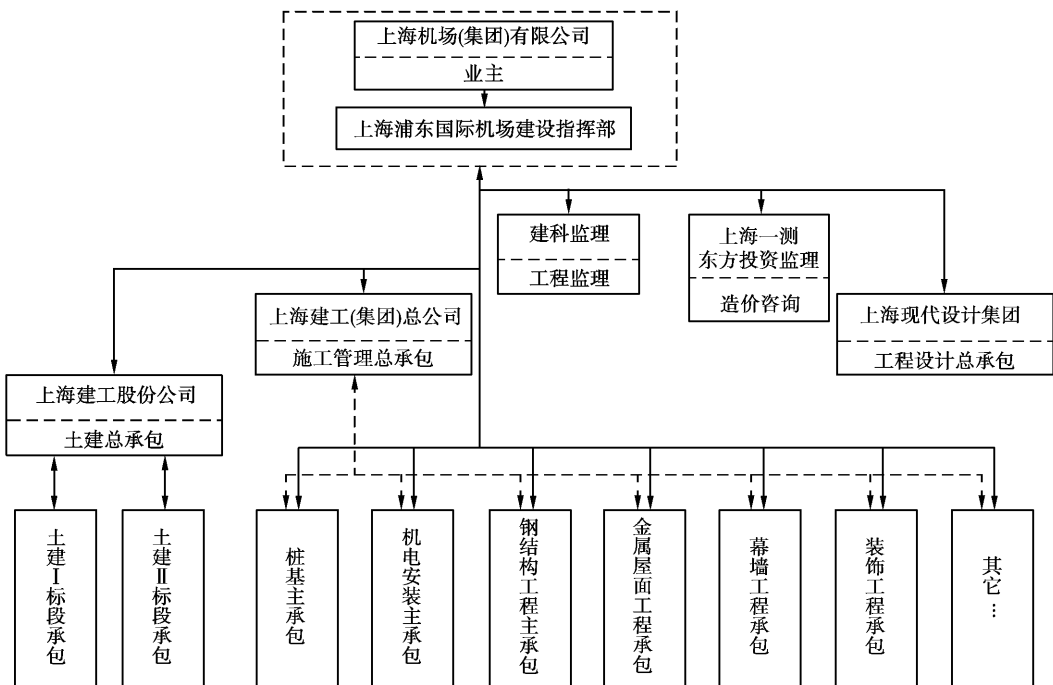 上海机场(集团)有限公司
业主
上海浦东国际机场建设指挥部
建科监理
工程监理
上海一测
东方投资监理
造价咨询
上海现代设计集团
工程设计总承包
上海建工(集团)总公司
施工管理总承包
上海建工股份公司
土建总承包
土建Ⅰ标段承包
土建Ⅱ标段承包
桩基主承包
机电安装主承包
钢结构工程主承包
金属屋面工程承包
幕墙工程承包
装饰工程承包
其它…